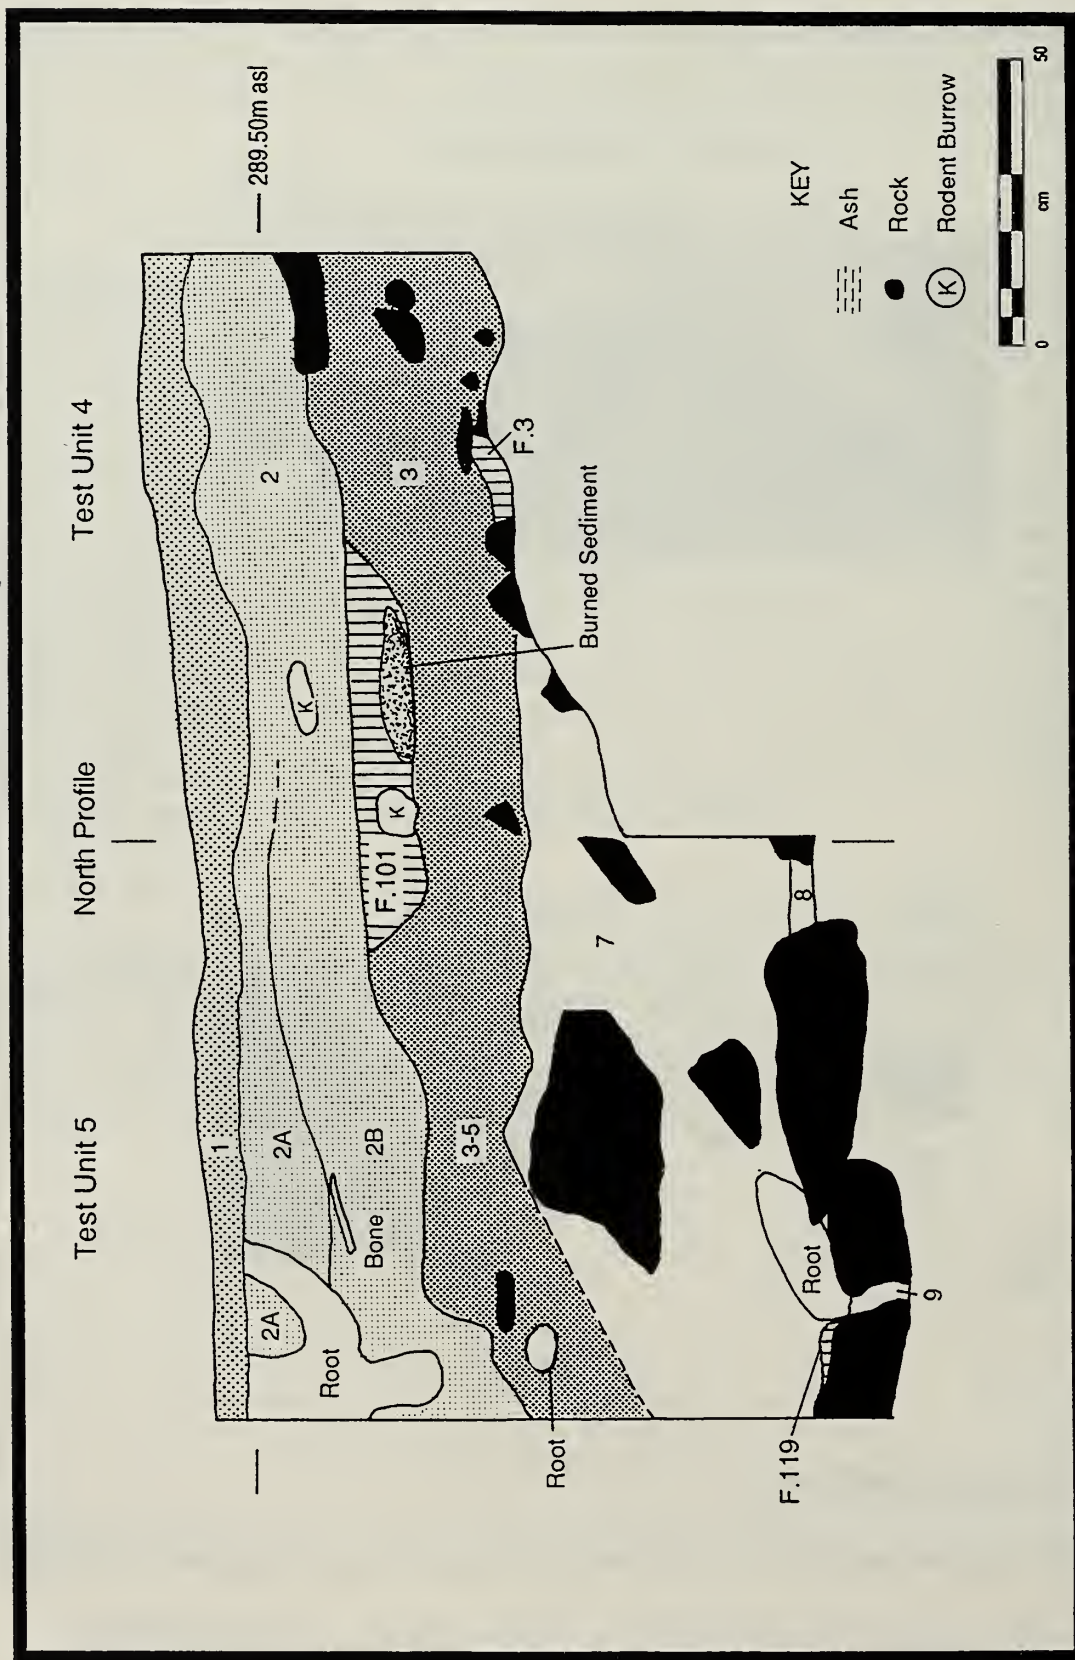 Test Unit 5
North Profile
Test Unit 4
289.50m asl
1
2A
2A
2
Root
2B
Bone
K
F.101
K
3
3-5
Root
F.3
Burned Sediment
7
Root
8
F.119
9
KEY
Ash
Rock
K Rodent Burrow
0 cm 50